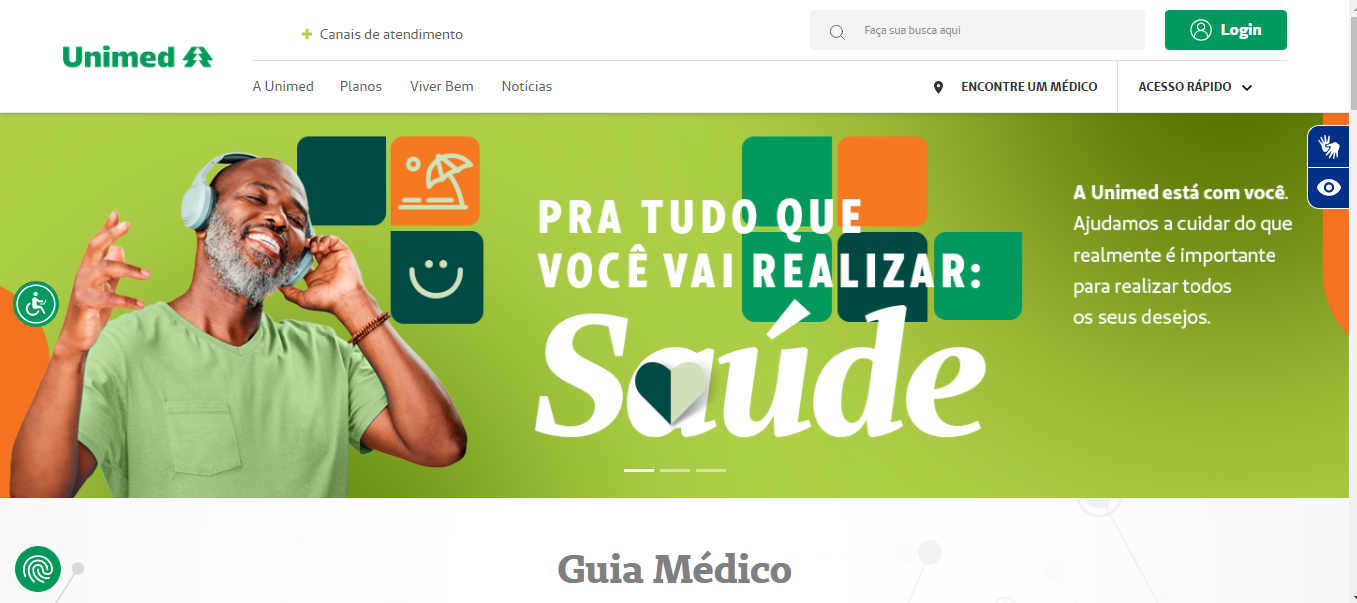 Canais de atendimento
Faça sua busca aqui
Login
Unimed
A Unimed
Planos
Viver Bem
Notícias
ENCONTRE UM MÉDICO
ACESSO RÁPIDO
PRA TUDO QUE
VOCÊ VAI REALIZAR:
Saúde
A Unimed está com você.
Ajudamos a cuidar do que
realmente é importante
para realizar todos
os seus desejos.
Guia Médico